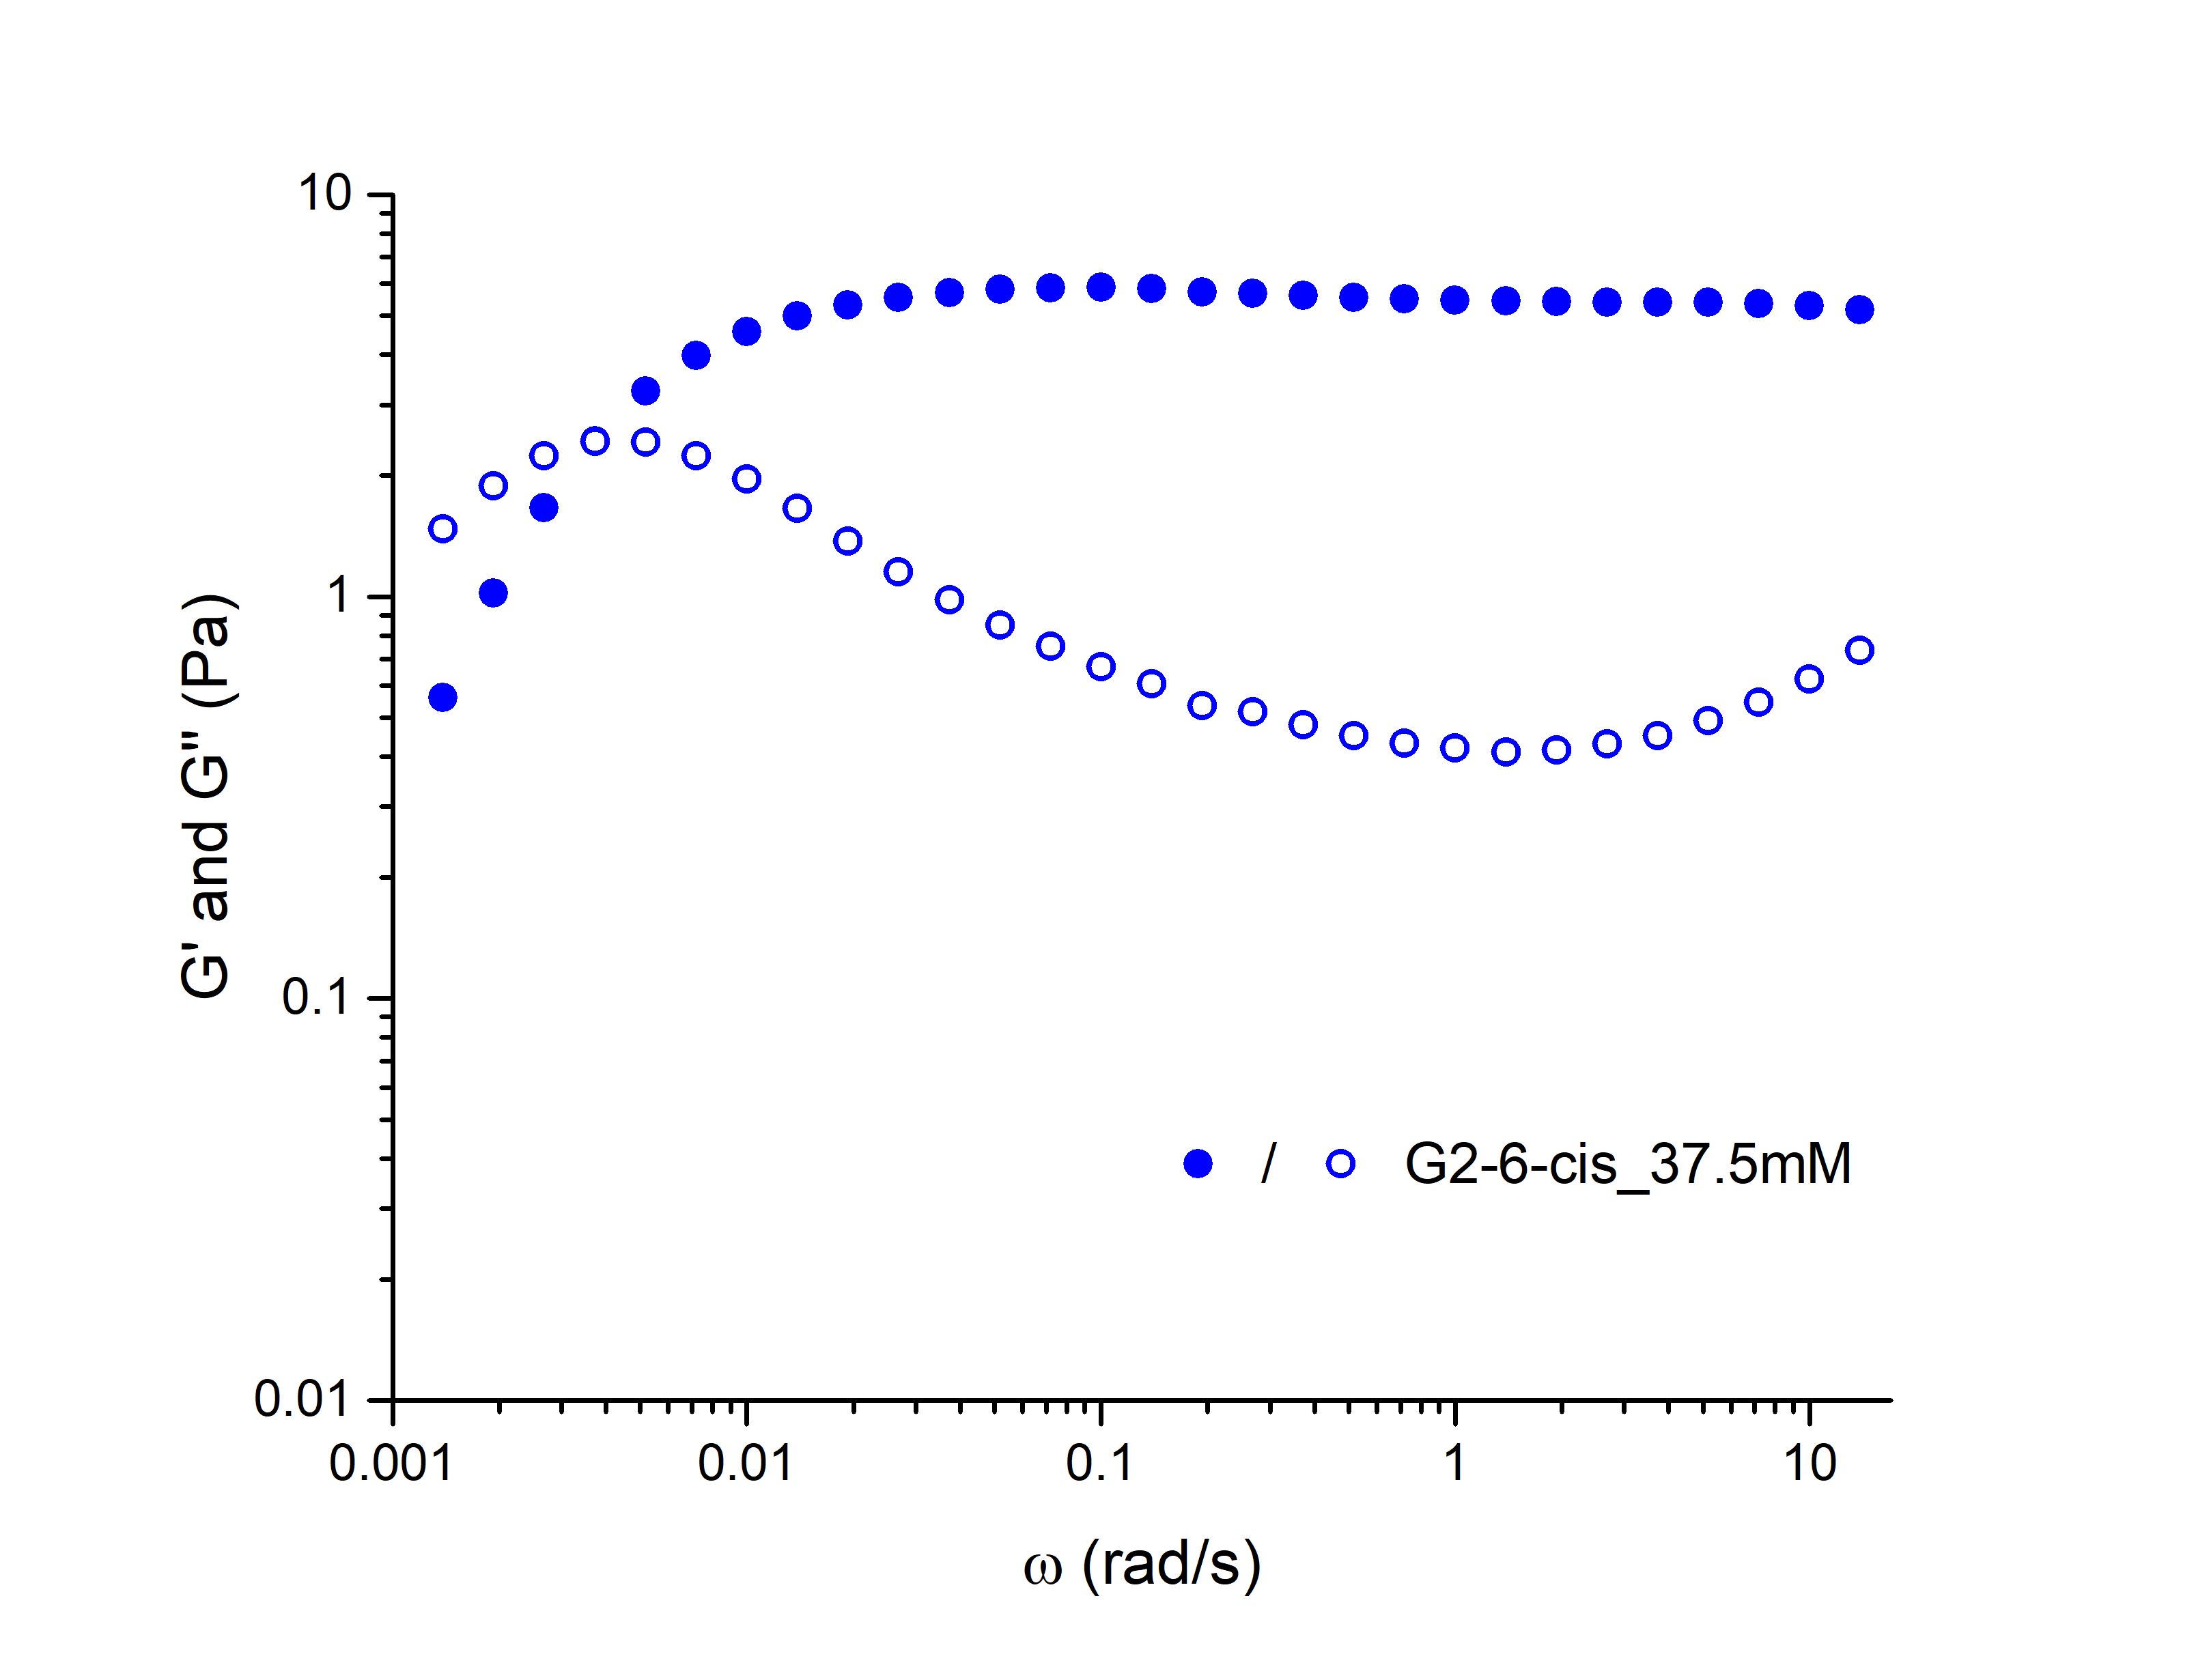 10
1
0.1
0.01
G' and G" (Pa)
0.001 0.01 0.1 1 10
ω (rad/s)
/ G2-6-cis_37.5mM